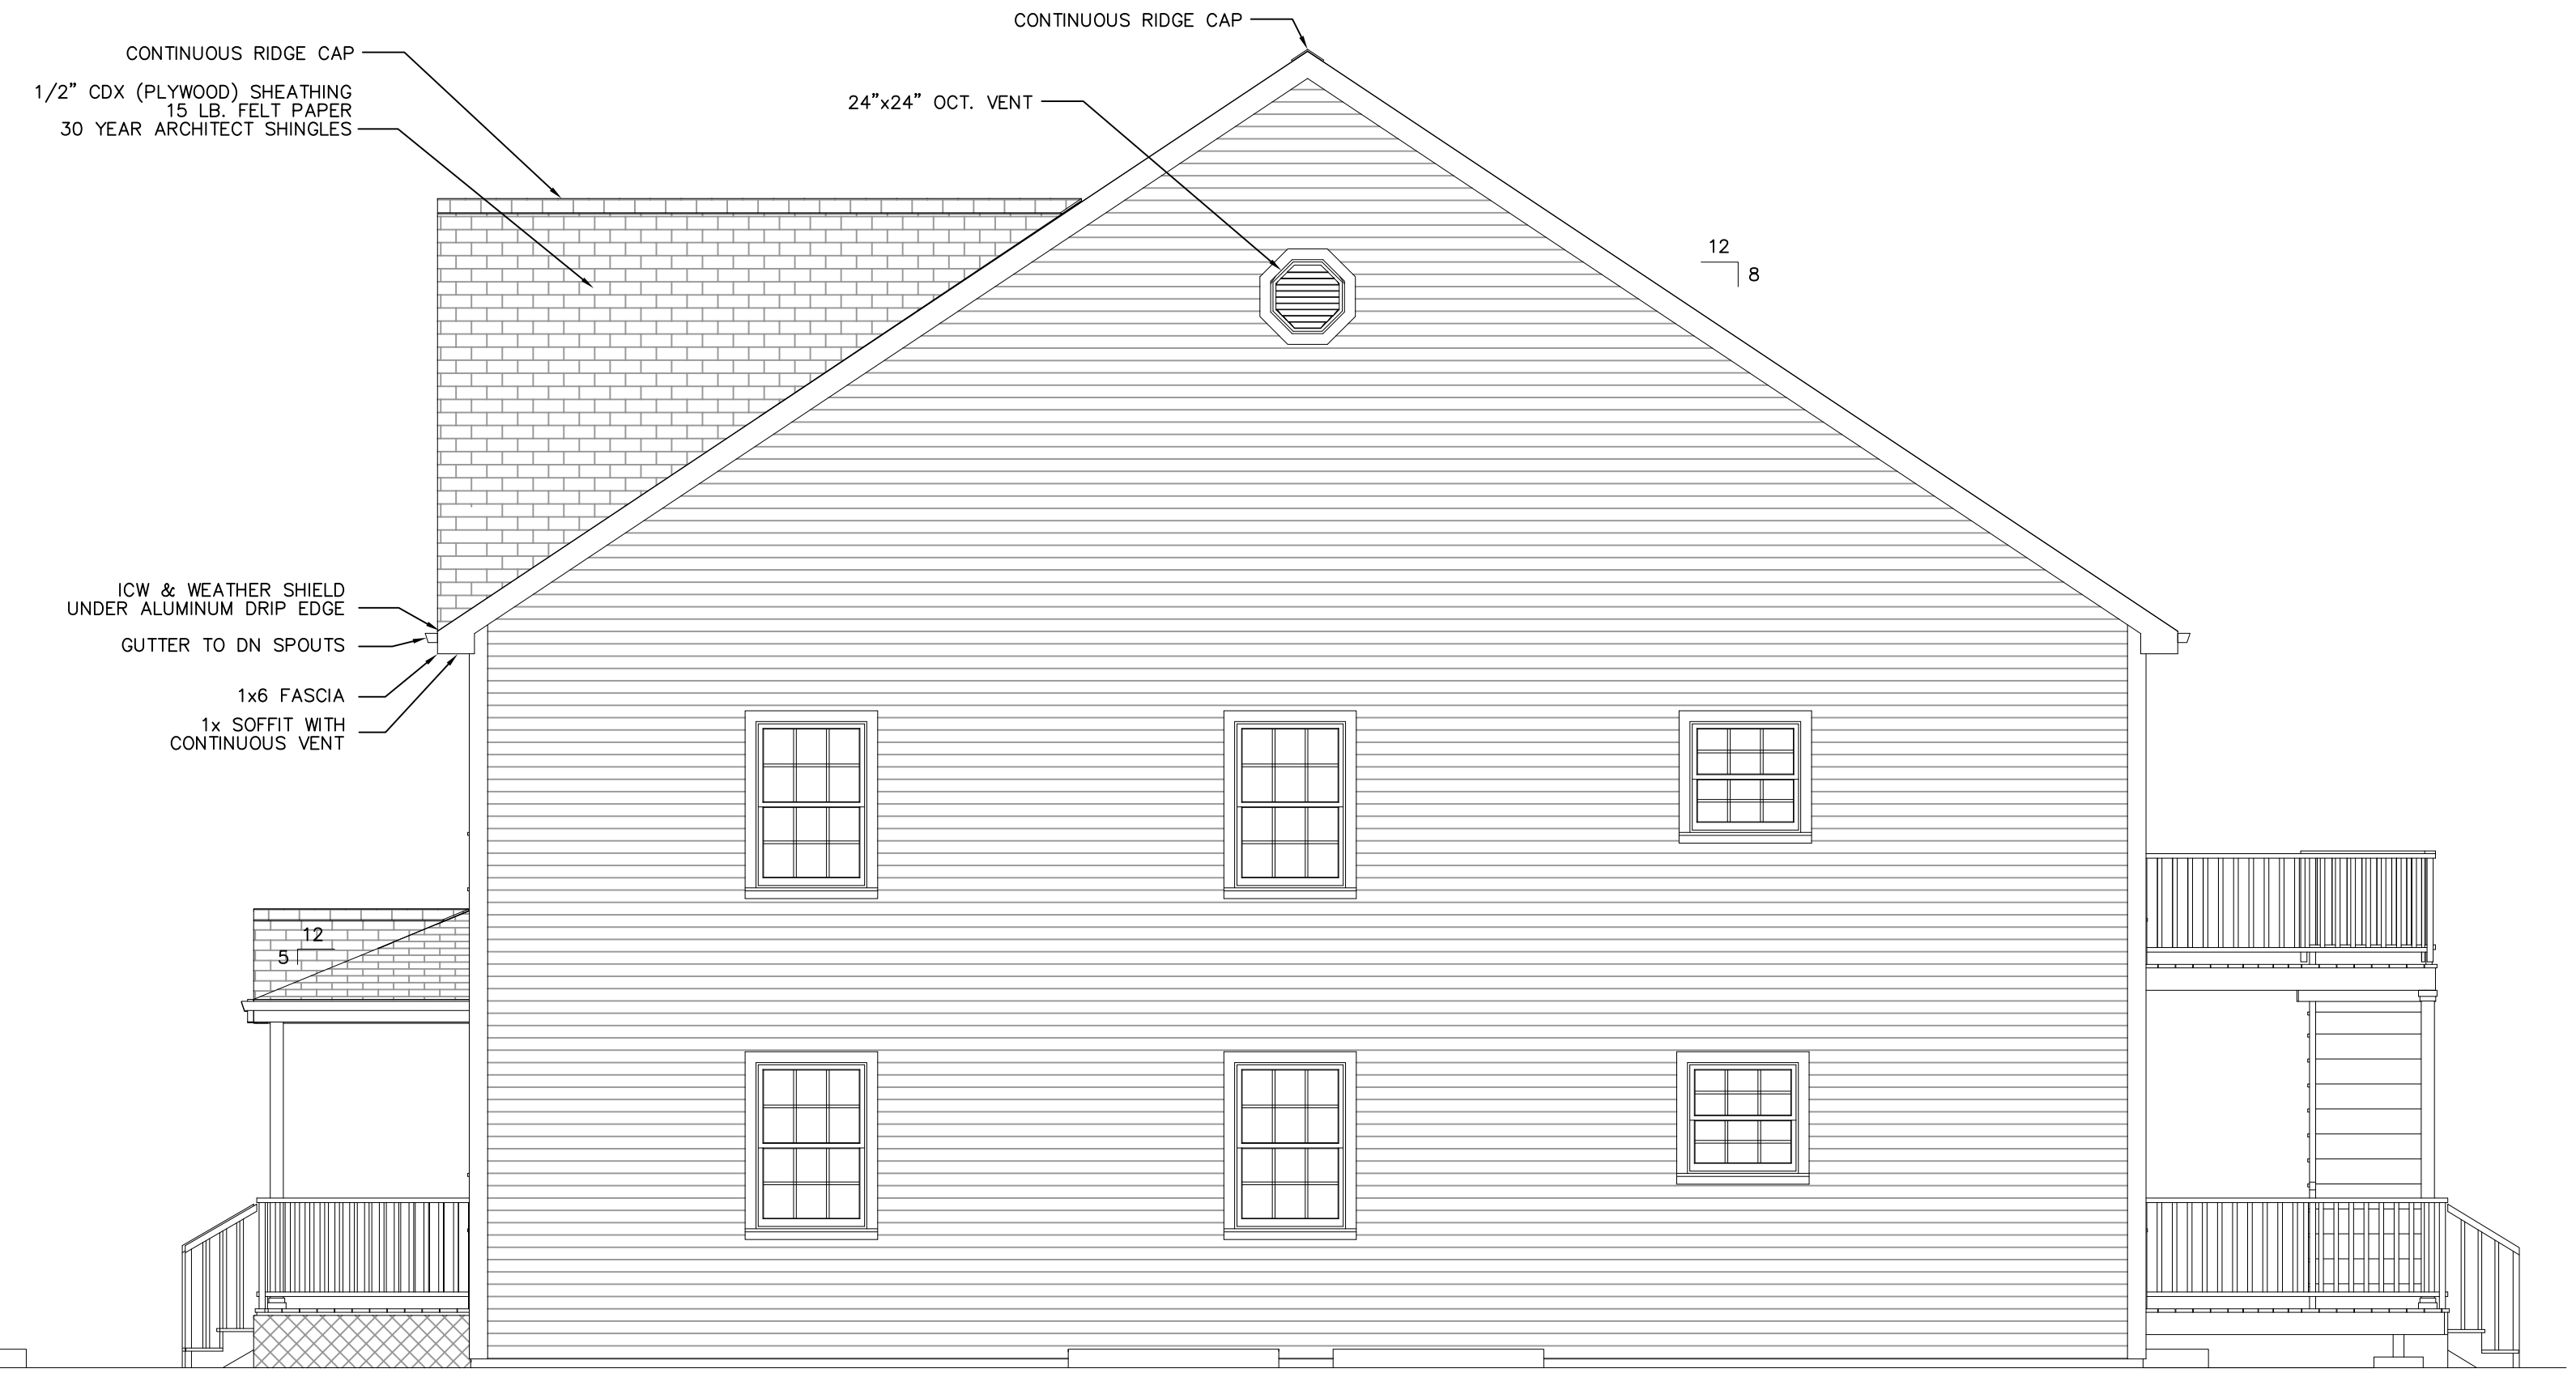 CONTINUOUS RIDGE CAP
CONTINUOUS RIDGE CAP
1/2" CDX (PLYWOOD) SHEATHING
15 LB. FELT PAPER
30 YEAR ARCHITECT SHINGLES
24"x24" OCT. VENT
12
8
ICW & WEATHER SHIELD
UNDER ALUMINUM DRIP EDGE
GUTTER TO DN SPOUTS
1x6 FASCIA
1x SOFFIT WITH
CONTINUOUS VENT
12
5